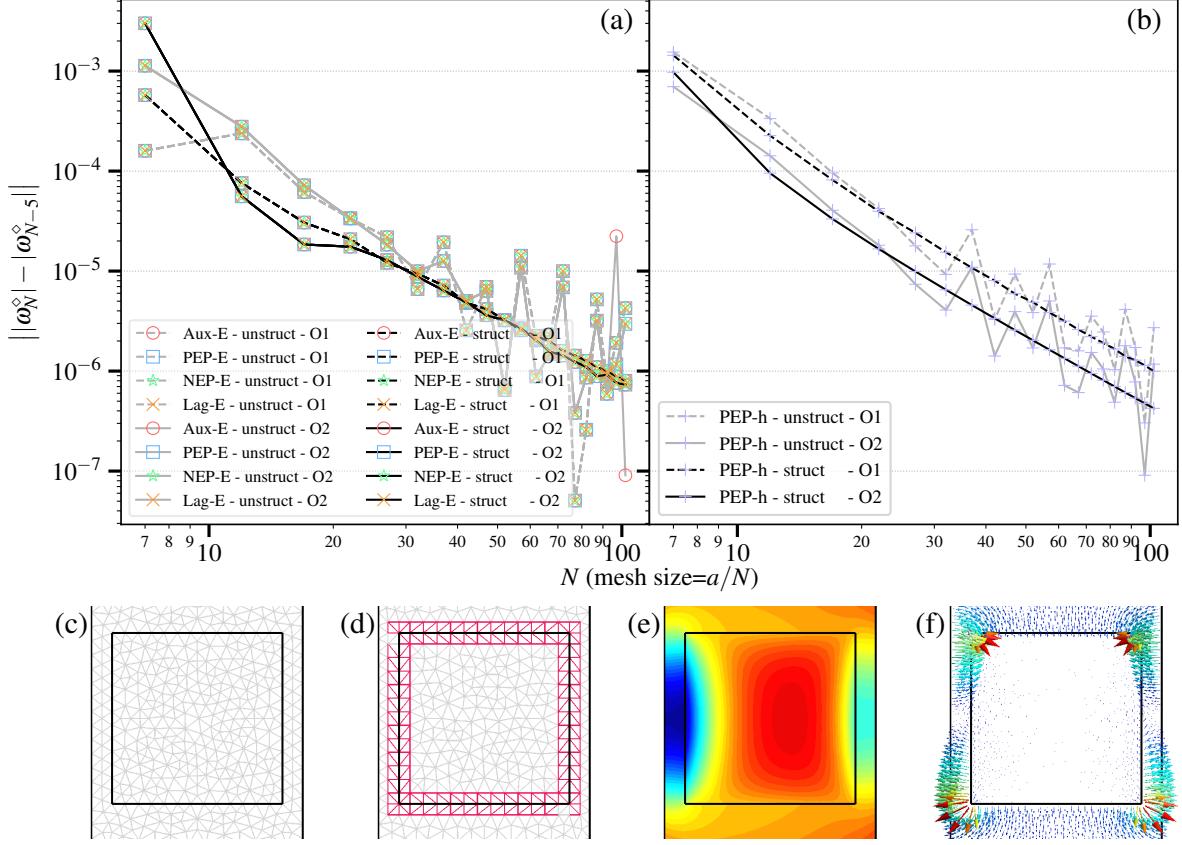 (a)
(b)
||ω◇N| − |ω◇N−5||
10−3
10−4
10−5
10−6
10−7
Aux-E - unstruct - O1
PEP-E - unstruct - O1
NEP-E - unstruct - O1
Lag-E - unstruct - O1
Aux-E - unstruct - O2
PEP-E - unstruct - O2
NEP-E - unstruct - O2
Lag-E - unstruct - O2
Aux-E - struct - O1
PEP-E - struct - O1
NEP-E - struct - O1
Lag-E - struct - O1
Aux-E - struct - O2
PEP-E - struct - O2
NEP-E - struct - O2
Lag-E - struct - O2
PEP-h - unstruct - O1
PEP-h - unstruct - O2
PEP-h - struct - O1
PEP-h - struct - O2
7 8 9 10 20 30 40 50 60 70 80 90 100
7 8 9 10 20 30 40 50 60 70 80 90 100
N (mesh size=a/N)
(c)
(d)
(e)
(f)